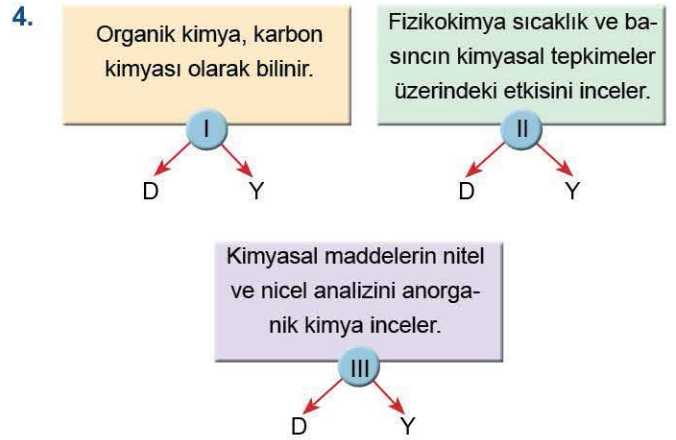 4.
Organik kimya, karbon
kimyası olarak bilinir.
I
D Y
Fizikokimya sıcaklık ve ba-
sıncın kimyasal tepkimeler
üzerindeki etkisini inceler.
II
D Y
Kimyasal maddelerin nitel
ve nicel analizini anorga-
nik kimya inceler.
III
D Y